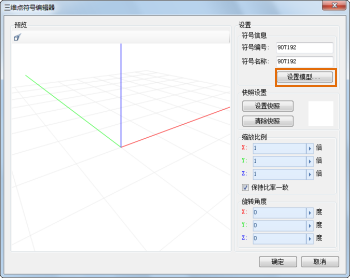 三维点符号编辑器
预览
设置
符号信息
符号编号: 907192
符号名称: 907192
设置模型...
快照设置
设置快照
清除快照
缩放比例
X: 1 倍
Y: 1 倍
Z: 1 倍
保持比率一致
旋转角度
X: 0 度
Y: 0 度
Z: 0 度
确定 取消